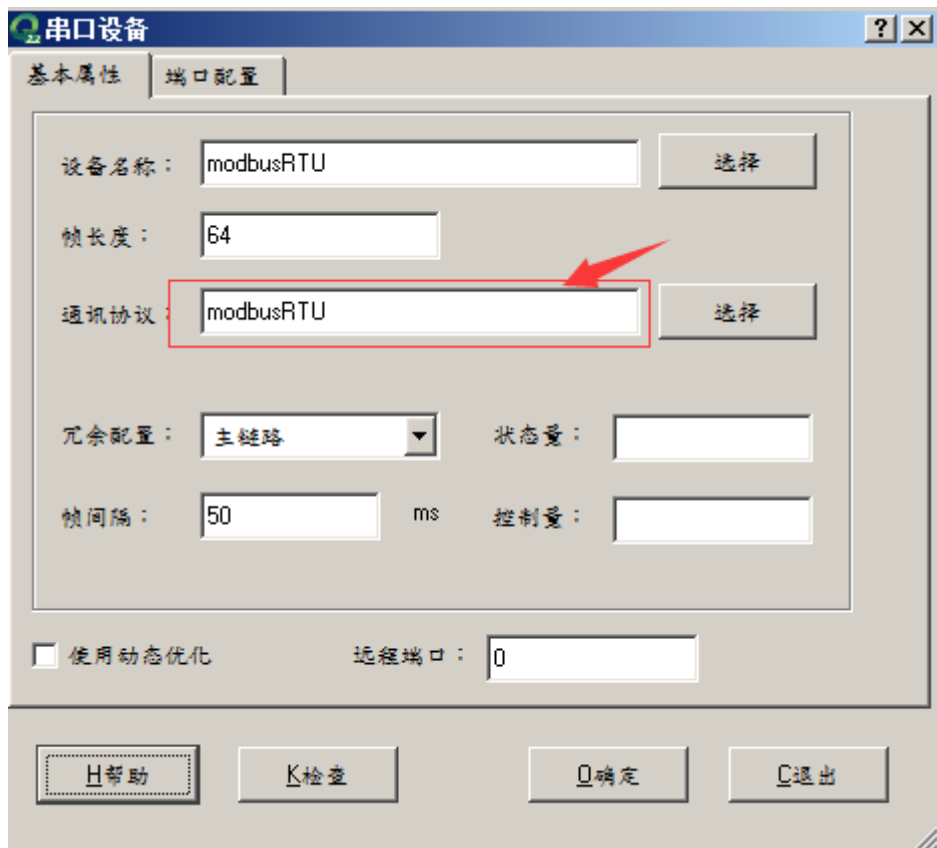 串口设备
基本属性 端口配置
设备名称： modbusRTU 选择
帧长度： 64
通讯协议： modbusRTU 选择
冗余配置： 主链路 状态量：
帧间隔： 50 ms 控制量：
使用动态优化 远程端口： 0
H帮助 K检查 O确定 C退出